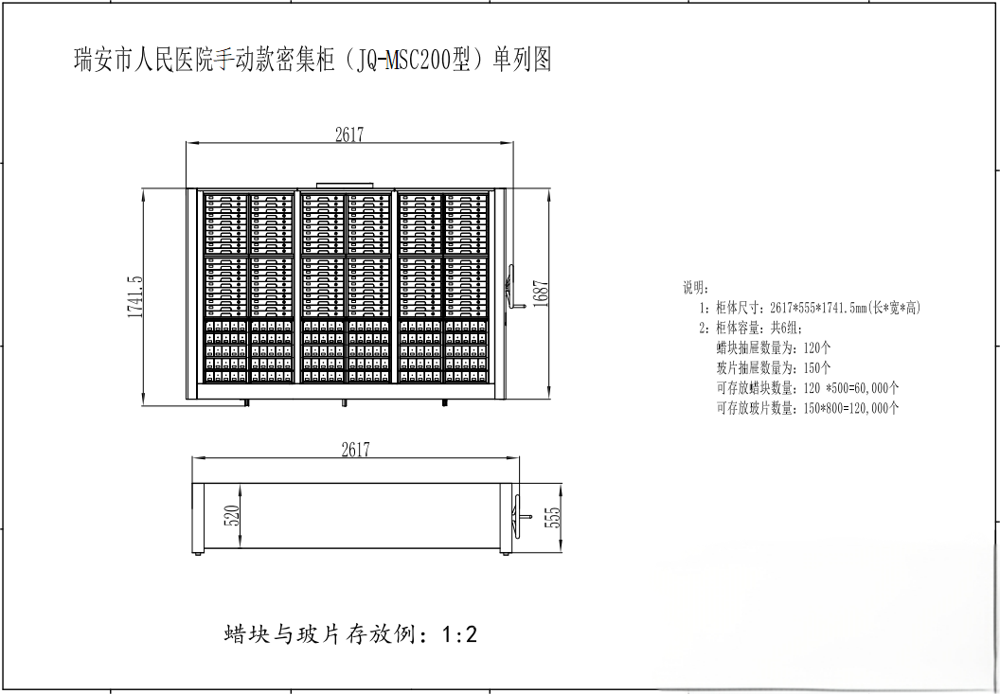 瑞安市人民医院手动款密集柜（JQ-MSC200型）单列图
2617
1741.5
1687
说明：
1：柜体尺寸：2617*555*1741.5mm(长*宽*高)
2：柜体容量：共6组；
蜡块抽屉数量为：120个
玻片抽屉数量为：150个
可存放蜡块数量：120 *500=60,000个
可存放玻片数量：150*800=120,000个
2617
520
555
蜡块与玻片存放例：1:2